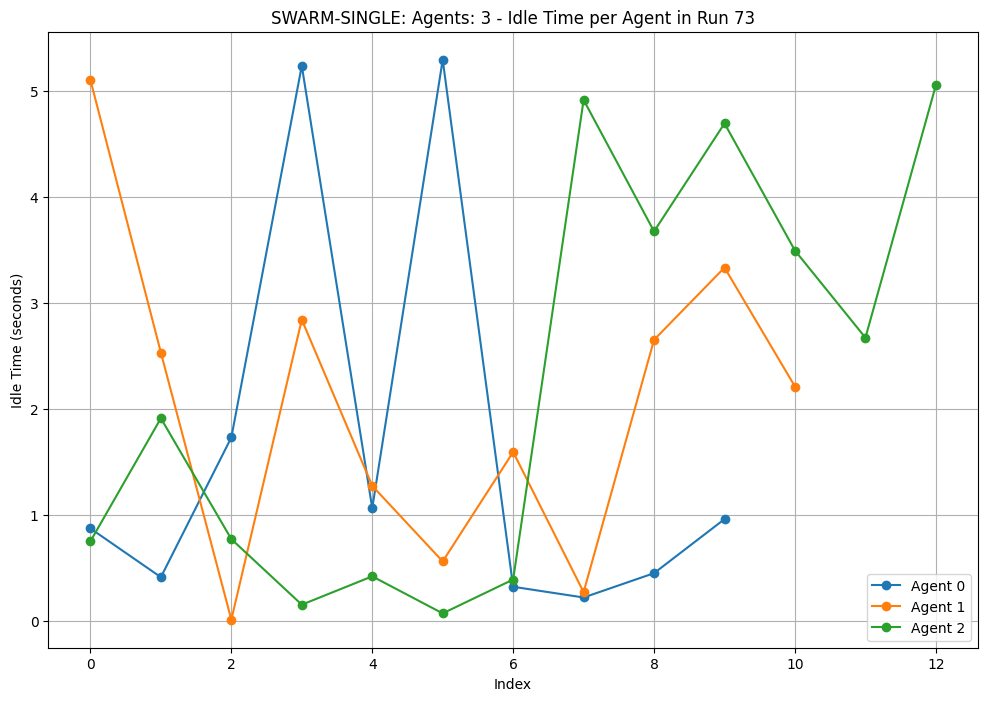 SWARM-SINGLE: Agents: 3 - Idle Time per Agent in Run 73
Idle Time (seconds)
5
4
3
2
1
0
0 2 4 6 8 10 12
Index
Agent 0
Agent 1
Agent 2